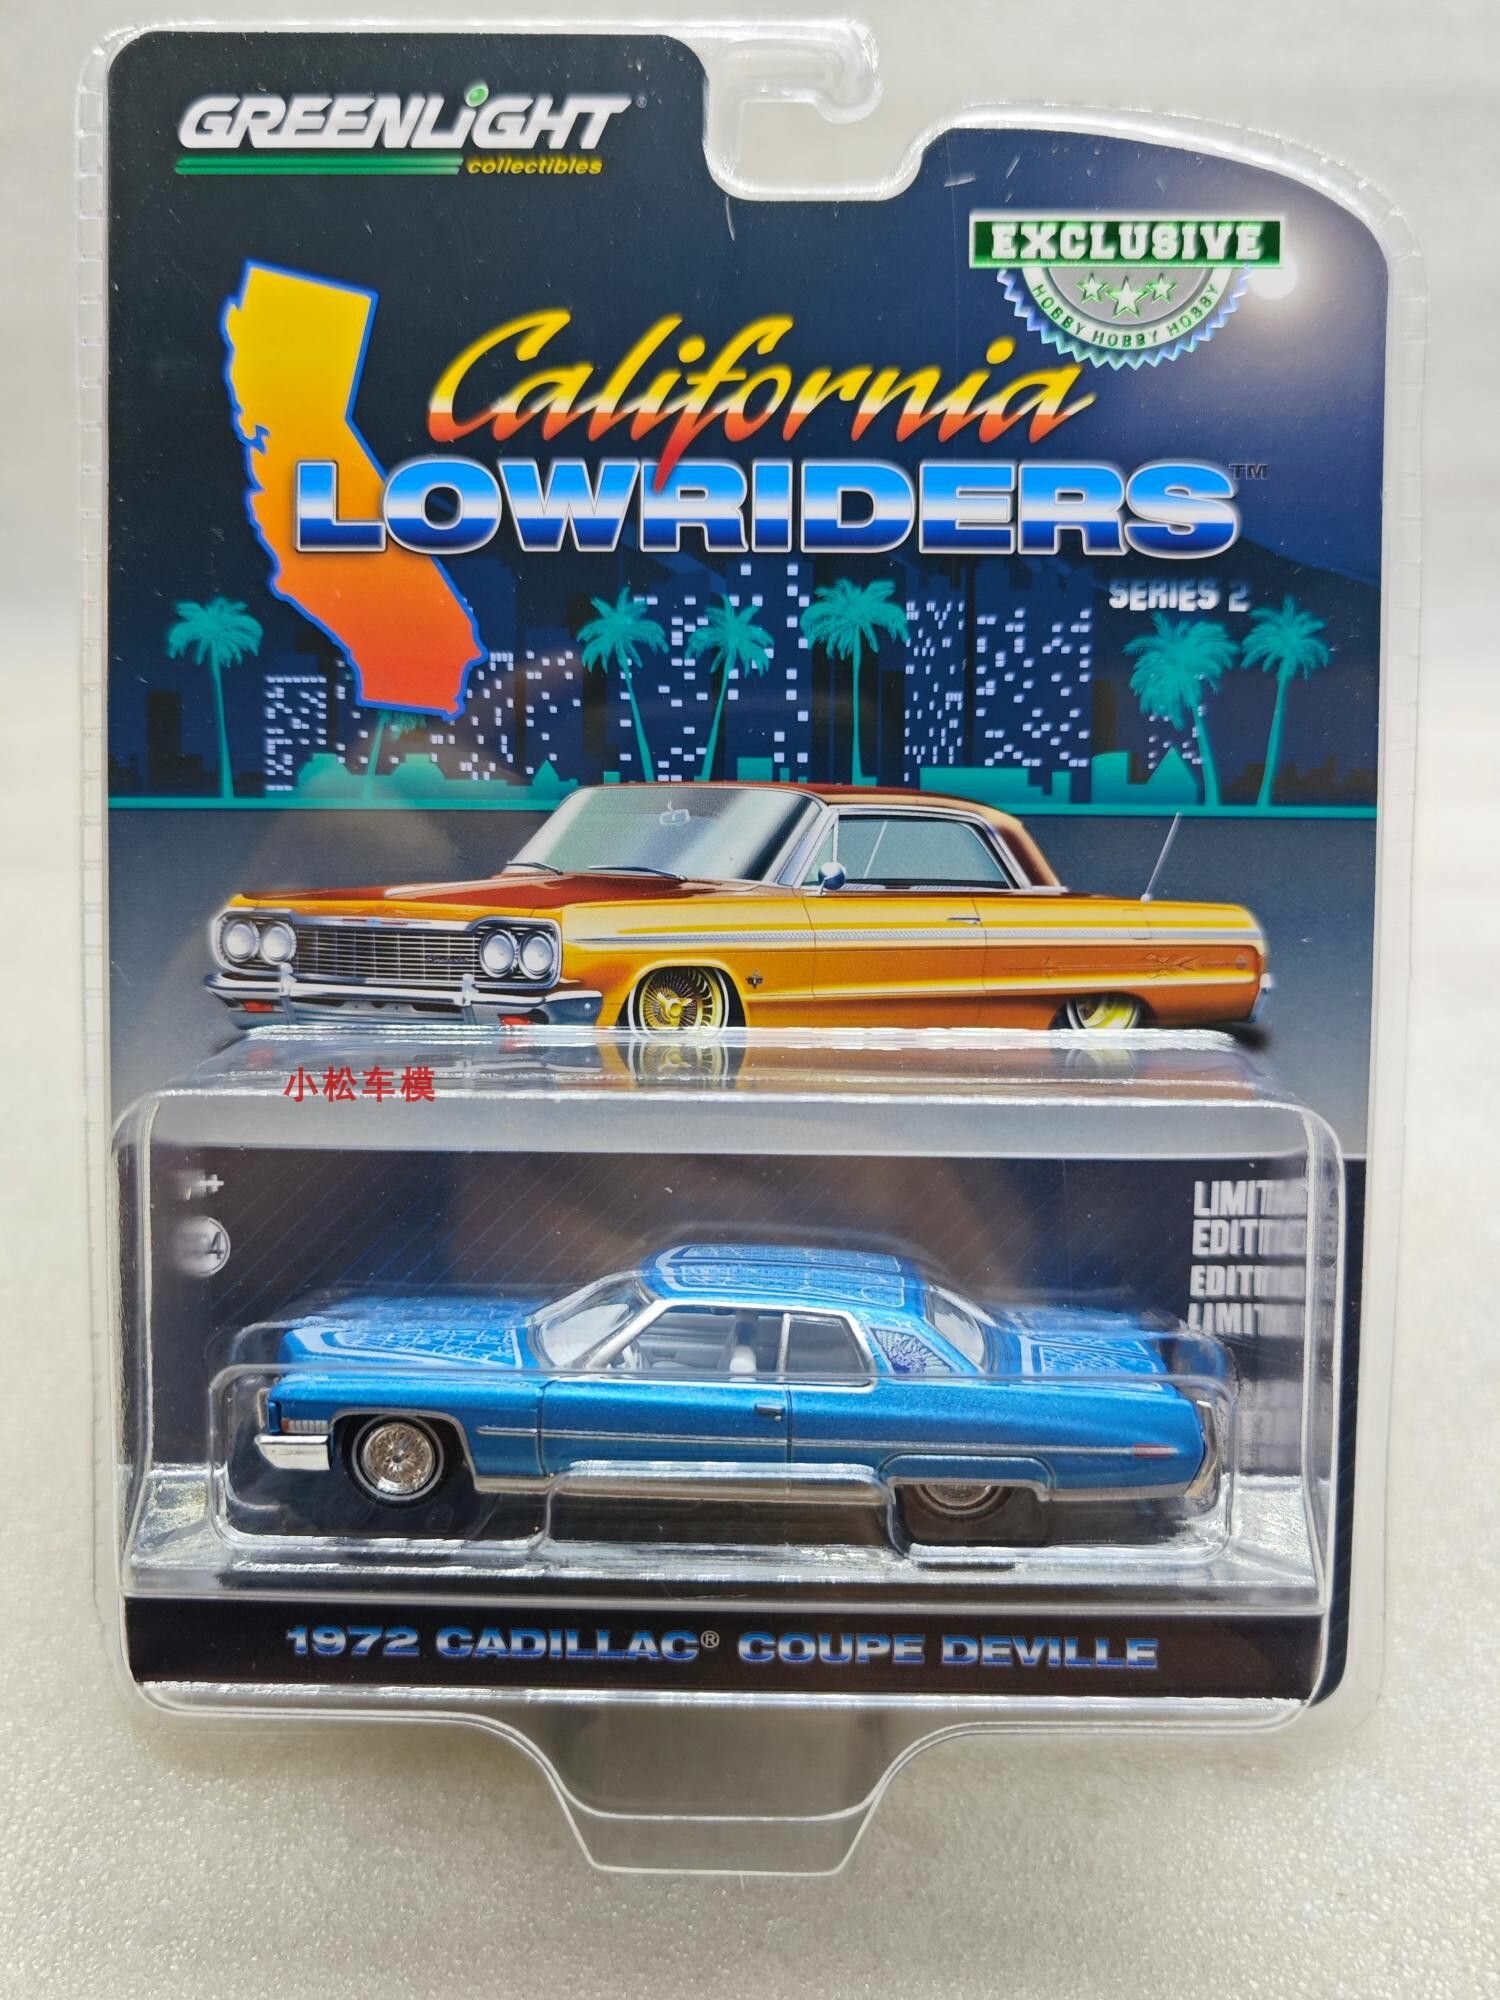 GREENLiGHT
collectibles
EXCLUSIVE
HOBBY HOBBY HOBBY
California
LOWRIDERS™
SERIES 2
小松车模
LIMIT
EDITI
EDIT
LIMIT
1972 CADILLAC® COUPE DEVILLE